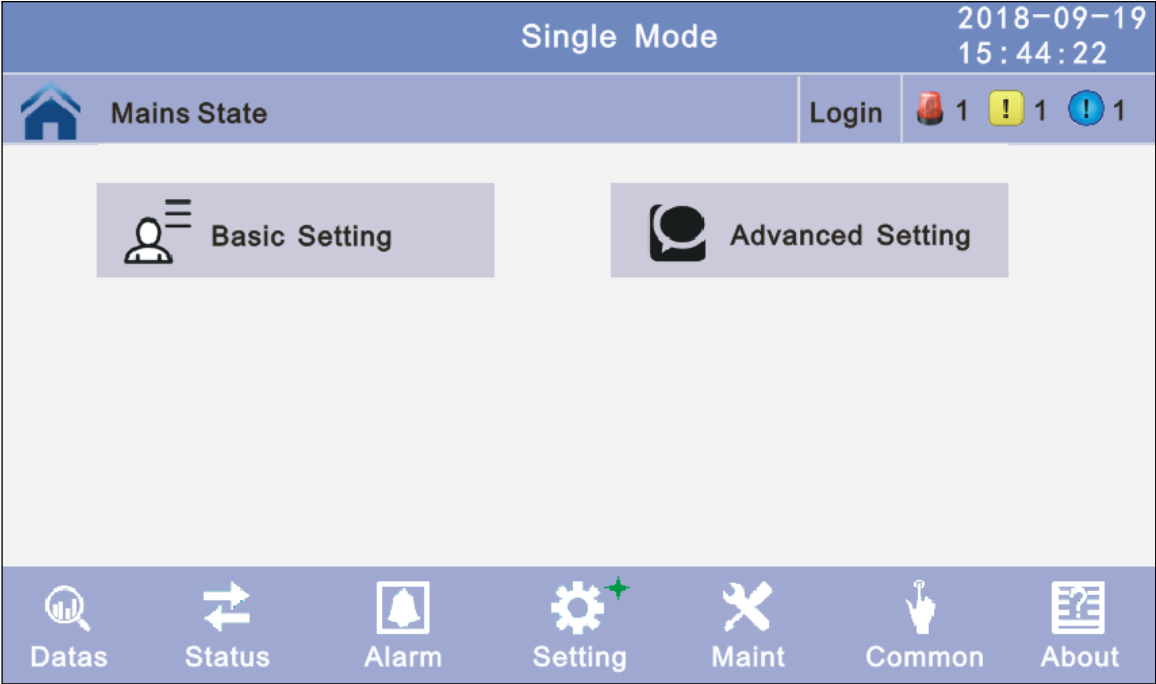 Single Mode
2018-09-19
15:44:22
Mains State
Login
1
! 1
! 1
Basic Setting
Advanced Setting
?
Datas
Status
Alarm
Setting
Maint
Common
About